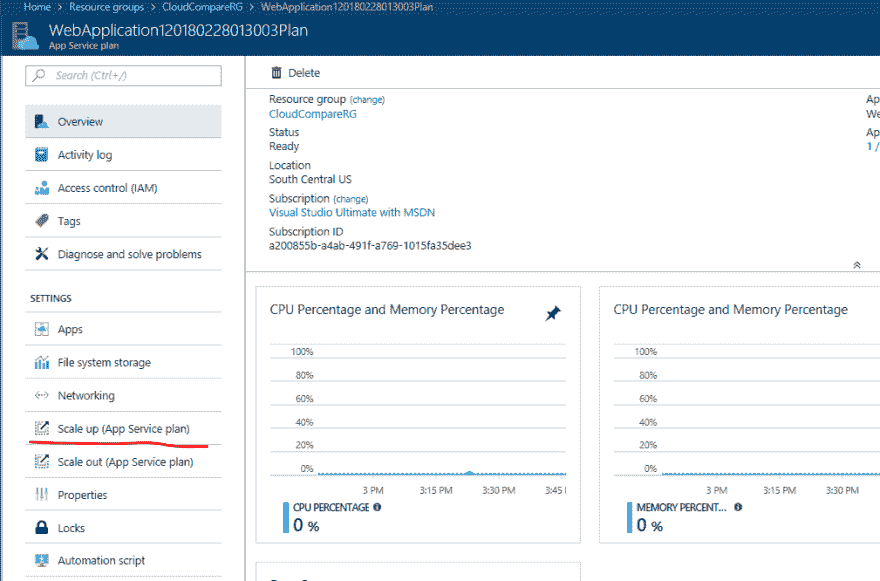 Home > Resource groups > CloudCompareRG > WebApplication120180228013003Plan
WebApplication120180228013003Plan
App Service plan
Search (Ctrl+/)
Overview
Activity log
Access control (IAM)
Tags
Diagnose and solve problems
SETTINGS
Apps
File system storage
Networking
Scale up (App Service plan)
Scale out (App Service plan)
Properties
Locks
Automation script
Delete
Resource group (change)
CloudCompareRG
Status
Ready
Location
South Central US
Subscription (change)
Visual Studio Ultimate with MSDN
Subscription ID
a200855b-a4ab-491f-a769-1015fa35dee3
Ap
We
Ap
1 /
CPU Percentage and Memory Percentage
100%
80%
60%
40%
20%
0%
3 PM 3:15 PM 3:30 PM 3:45
CPU PERCENTAGE
0 %
CPU Percentage and Memory Percentage
100%
80%
60%
40%
20%
0%
3 PM 3:15 PM 3:30 PM
MEMORY PERCENT...
0 %